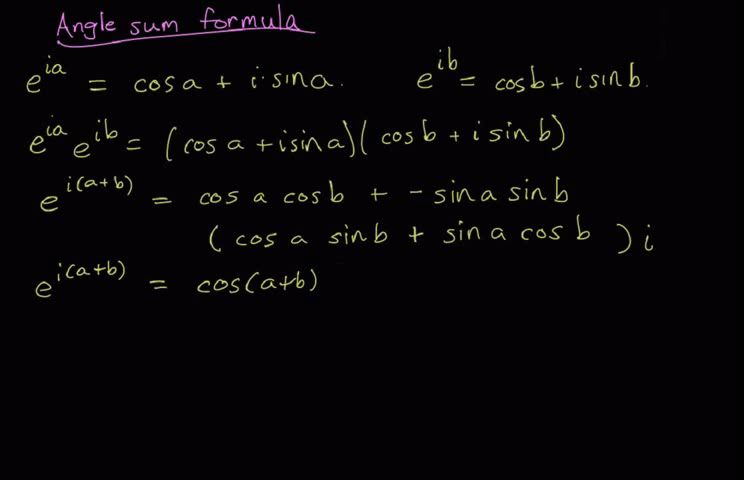 Angle sum formula
e^{ia} = cos a + i·sin a. e^{ib} = cos b + i sin b.
e^{ia} e^{ib} = (cos a + i sin a)(cos b + i sin b)
e^{i(a+b)} = cos a cos b + - sin a sin b
(cos a sin b + sin a cos b) i
e^{i(a+b)} = cos(a+b)